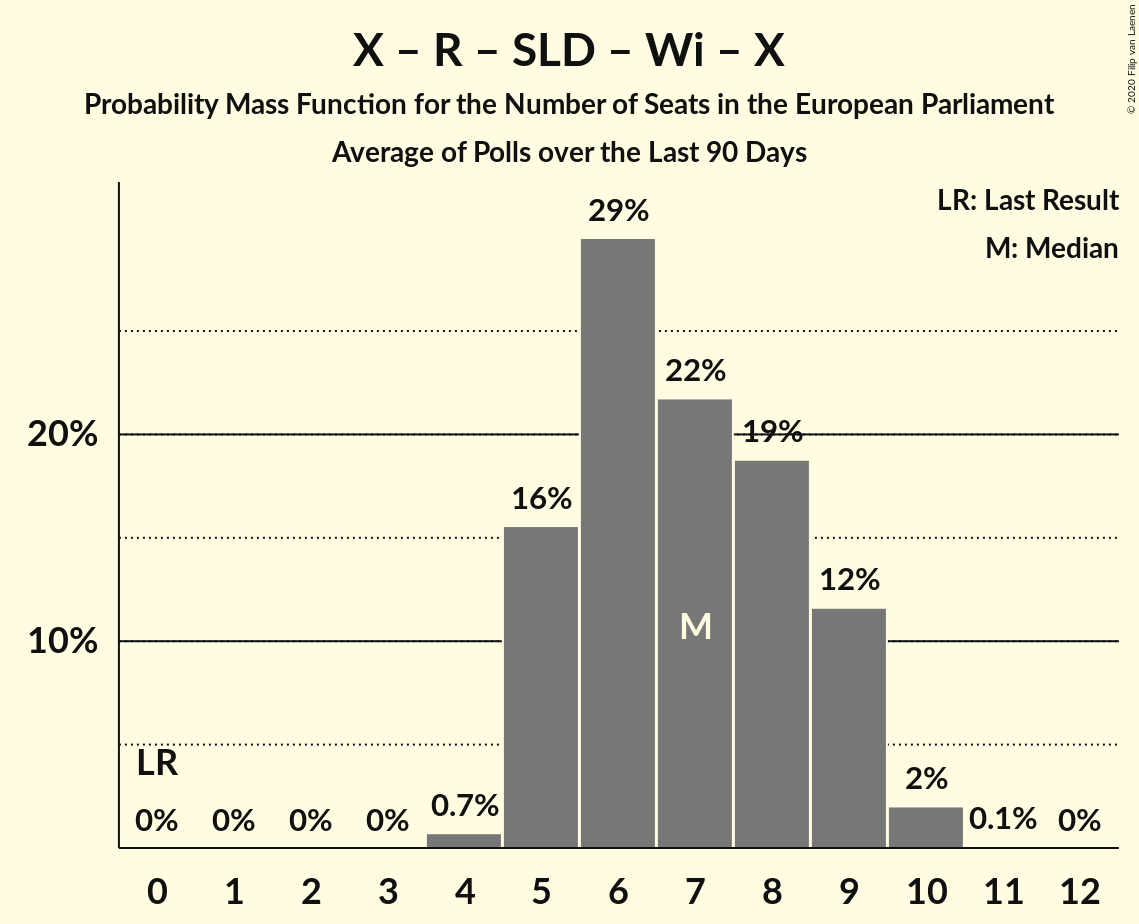 X – R – SLD – Wi – X
Probability Mass Function for the Number of Seats in the European Parliament
Average of Polls over the Last 90 Days
© 2020 Filip van Laenen
LR: Last Result
M: Median
29%
22%
20%
19%
16%
12%
10%
M
LR
0%
0%
0%
0%
0.7%
2%
0.1%
0%
0 1 2 3 4 5 6 7 8 9 10 11 12